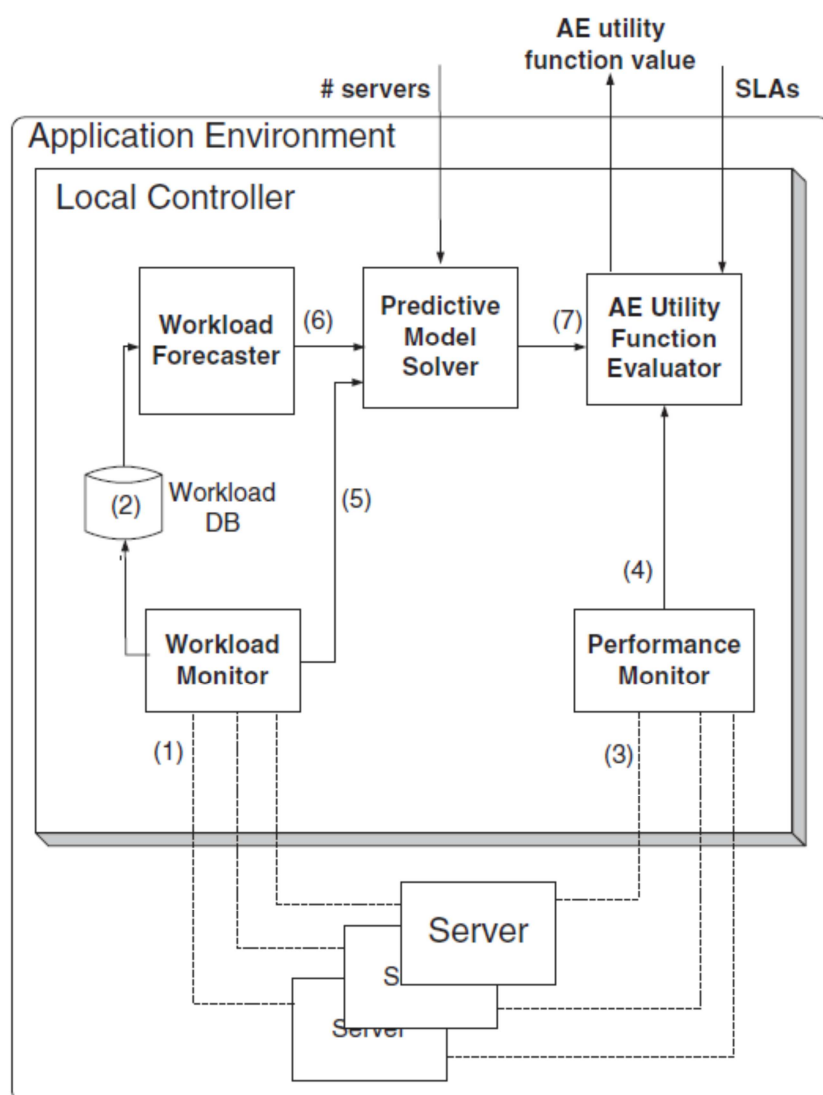 AE utility
function value
# servers
SLAs
Application Environment
Local Controller
Workload
Forecaster
(6)
Predictive
Model
Solver
(7)
AE Utility
Function
Evaluator
(2)
Workload
DB
(5)
(4)
Workload
Monitor
Performance
Monitor
(1)
(3)
Server
S
Server